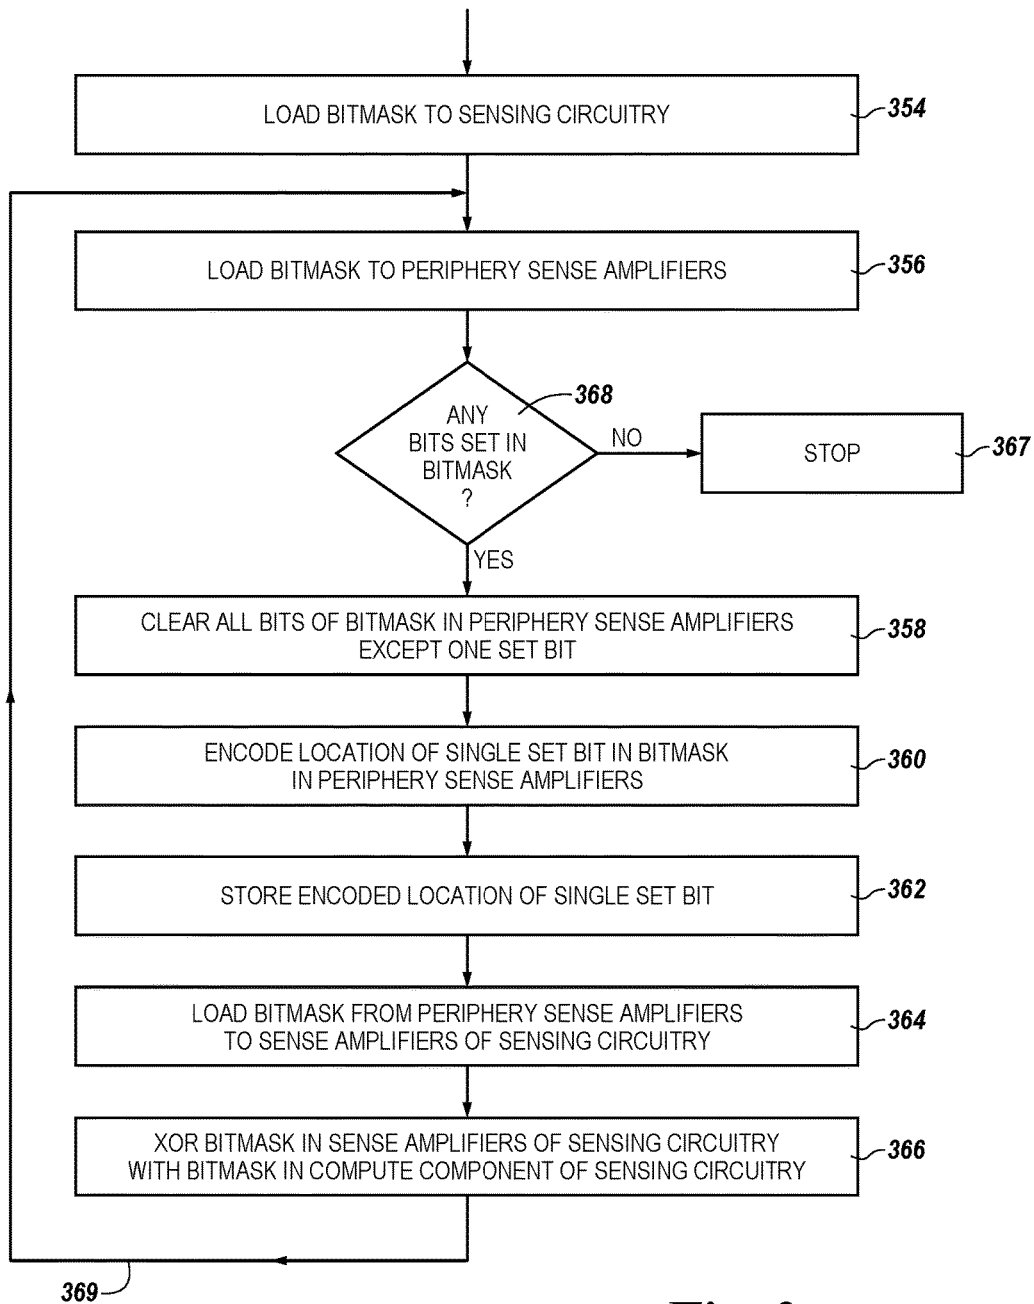 LOAD BITMASK TO SENSING CIRCUITRY
354
LOAD BITMASK TO PERIPHERY SENSE AMPLIFIERS
356
368
ANY
BITS SET IN
BITMASK
?
NO
STOP
367
YES
CLEAR ALL BITS OF BITMASK IN PERIPHERY SENSE AMPLIFIERS
EXCEPT ONE SET BIT
358
ENCODE LOCATION OF SINGLE SET BIT IN BITMASK
IN PERIPHERY SENSE AMPLIFIERS
360
STORE ENCODED LOCATION OF SINGLE SET BIT
362
LOAD BITMASK FROM PERIPHERY SENSE AMPLIFIERS
TO SENSE AMPLIFIERS OF SENSING CIRCUITRY
364
XOR BITMASK IN SENSE AMPLIFIERS OF SENSING CIRCUITRY
WITH BITMASK IN COMPUTE COMPONENT OF SENSING CIRCUITRY
366
369